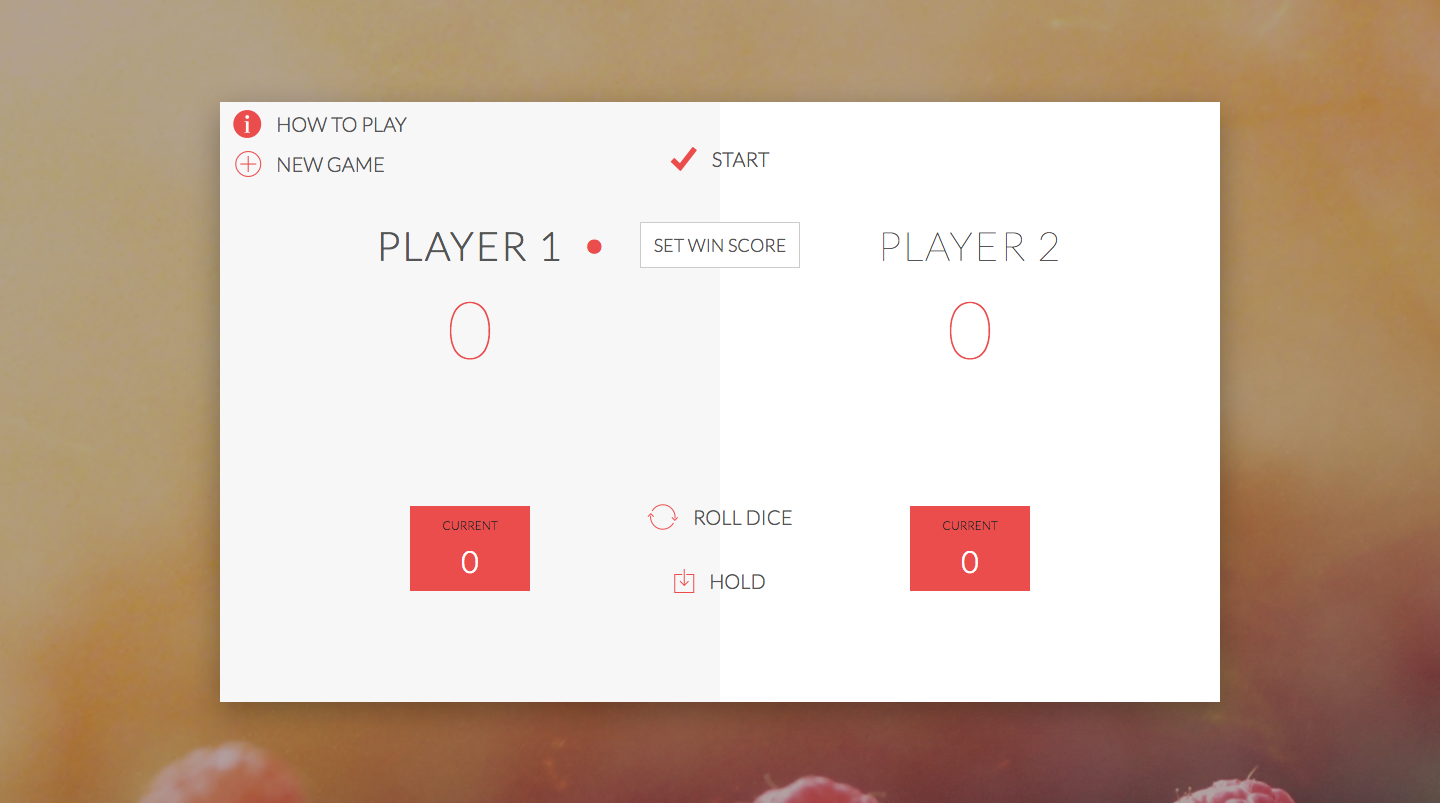 HOW TO PLAY
NEW GAME
START
PLAYER 1
SET WIN SCORE
PLAYER 2
0
0
CURRENT
0
ROLL DICE
HOLD
CURRENT
0